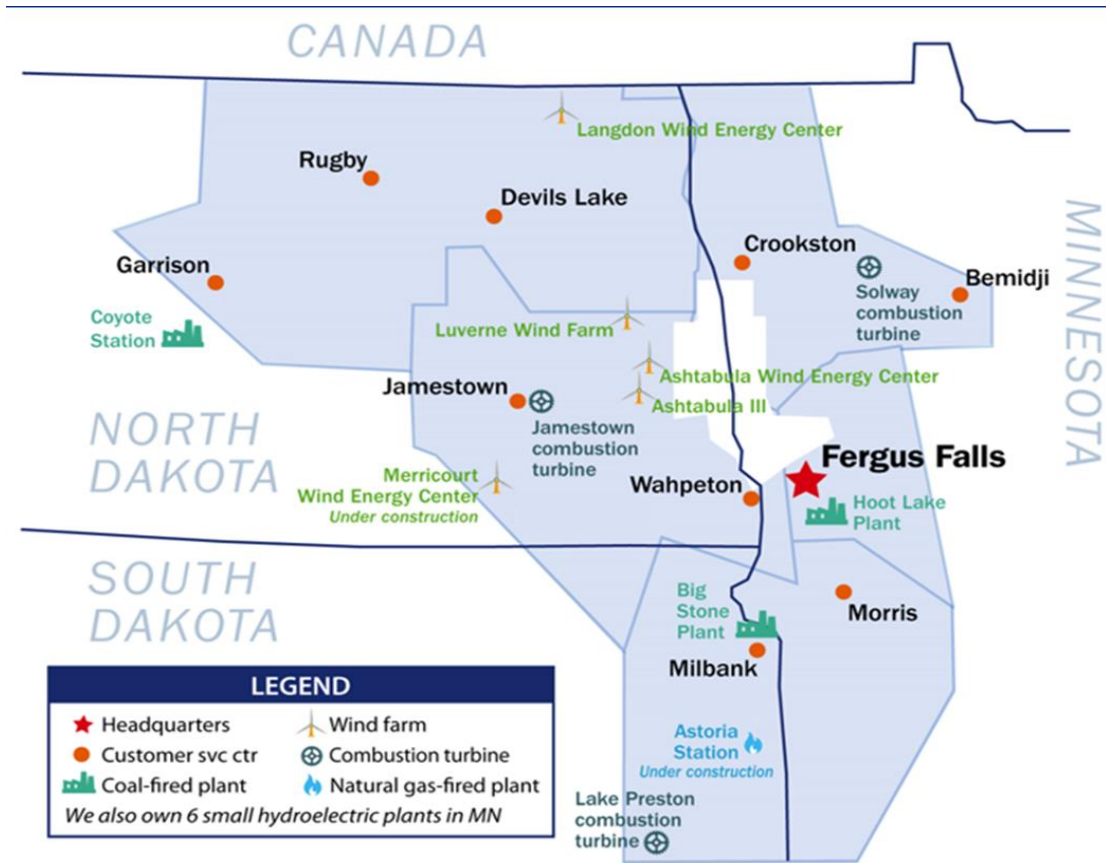 CANADA
Langdon Wind Energy Center
Rugby
Devils Lake
MINNESOTA
Crookston
Garrison
Bemidji
Solway
combustion
turbine
Coyote
Station
Luverne Wind Farm
Ashtabula Wind Energy Center
Jamestown
Ashtabula III
NORTH
DAKOTA
Jamestown
combustion
turbine
Fergus Falls
Merricourt
Wind Energy Center
Under construction
Wahpeton
Hoot Lake
Plant
SOUTH
DAKOTA
Big
Stone
Plant
Morris
Milbank
Astoria
Station
Under construction
Lake Preston
combustion
turbine
LEGEND
Headquarters
Wind farm
Customer svc ctr
Combustion turbine
Coal-fired plant
Natural gas-fired plant
We also own 6 small hydroelectric plants in MN